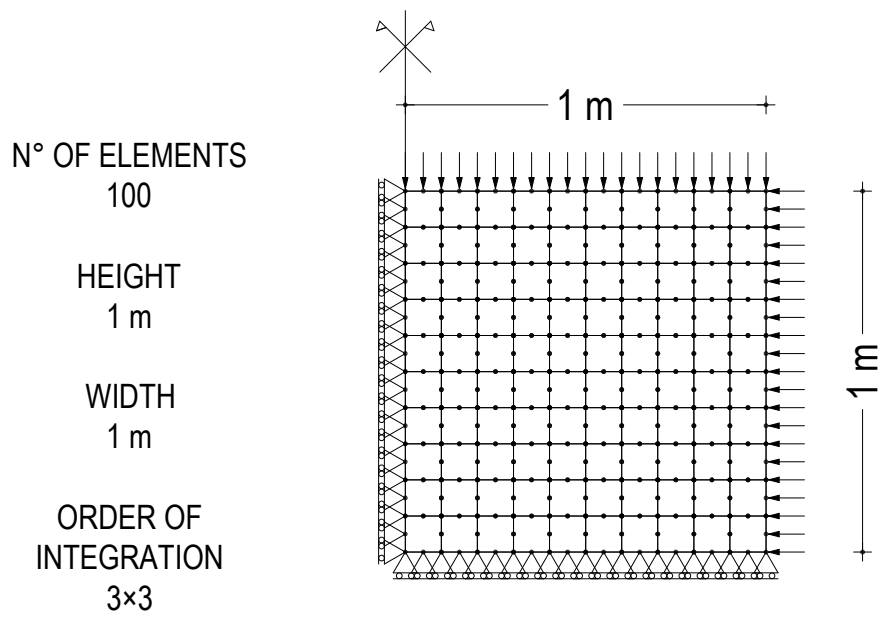 N° OF ELEMENTS
100
HEIGHT
1 m
WIDTH
1 m
ORDER OF
INTEGRATION
3×3
1 m
1 m